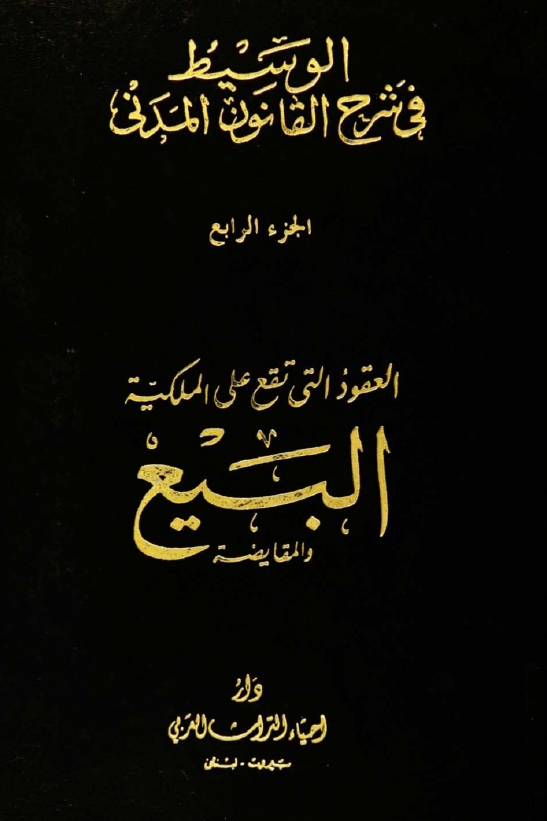 الوسيط
في شرح القانون المدني
الجزء الرابع
العقود التي تقع على الملكية
البيع
والمقايضة
دار
احياء التراث العربي
بيروت - لبنان